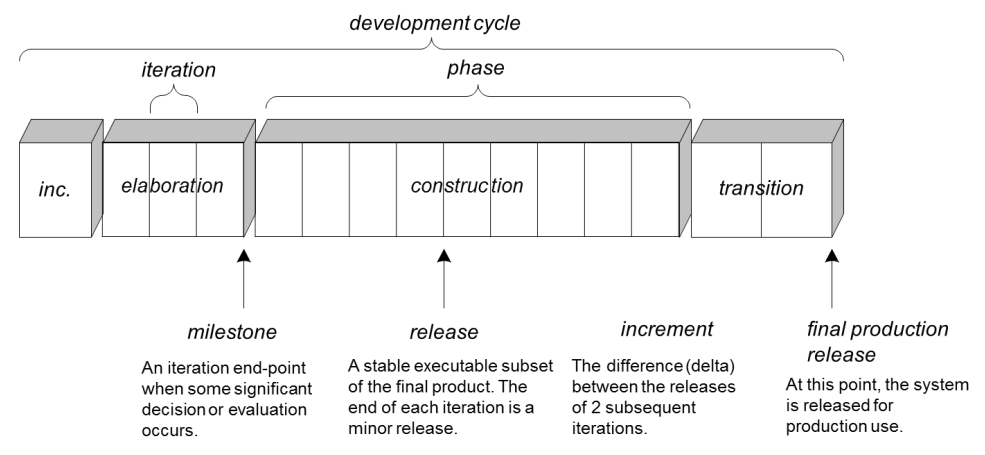 development cycle
iteration
phase
inc.
elaboration
construction
transition
milestone
An iteration end-point
when some significant
decision or evaluation
occurs.
release
A stable executable subset
of the final product. The
end of each iteration is a
minor release.
increment
The difference (delta)
between the releases
of 2 subsequent
iterations.
final production
release
At this point, the system
is released for
production use.